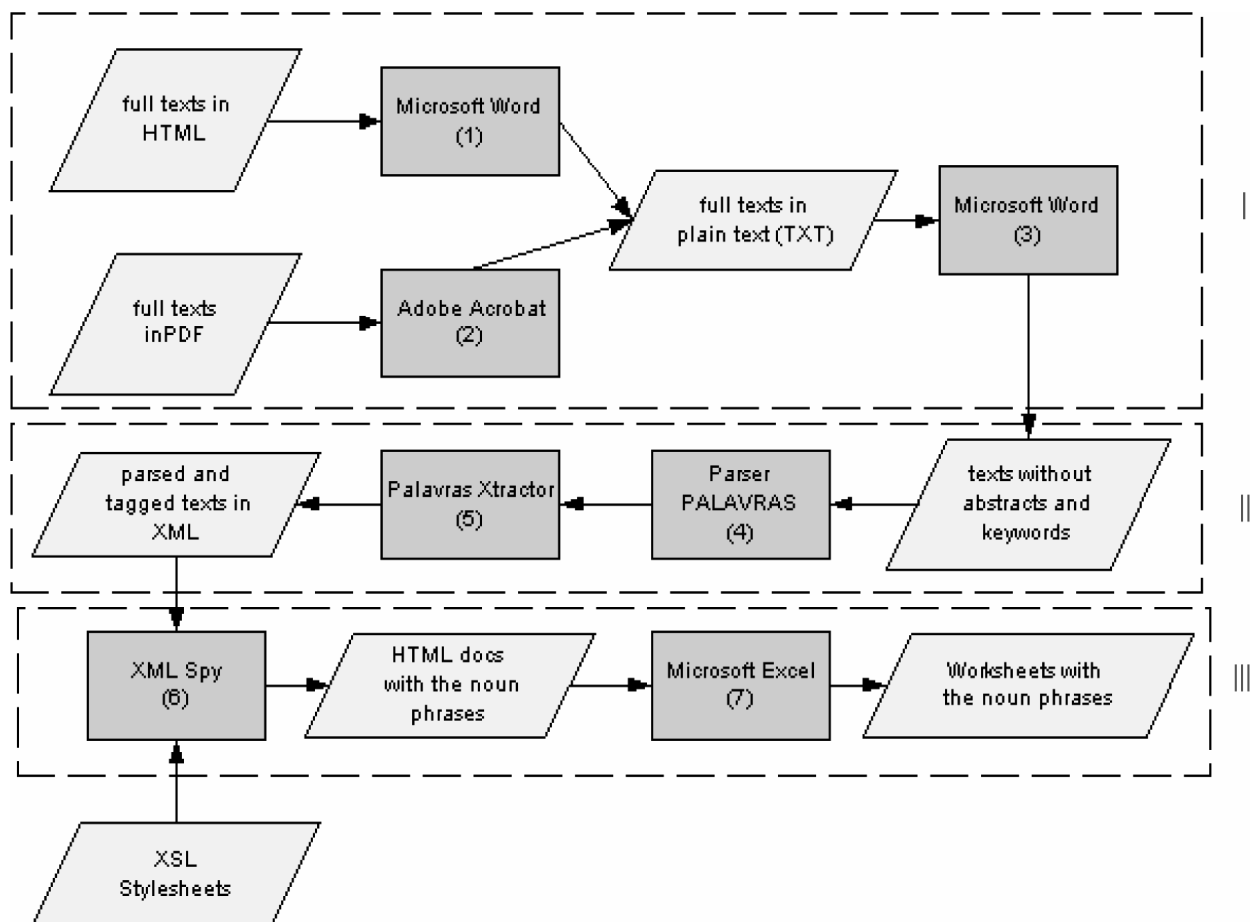 full texts in
HTML
Microsoft Word
(1)
full texts in
plain text (TXT)
Microsoft Word
(3)
I
full texts
inPDF
Adobe Acrobat
(2)
parsed and
tagged texts in
XML
Palavras Xtractor
(5)
Parser
PALAVRAS
(4)
texts without
abstracts and
keywords
II
XML Spy
(6)
HTML docs
with the noun
phrases
Microsoft Excel
(7)
Worksheets with
the noun phrases
III
XSL
Stylesheets